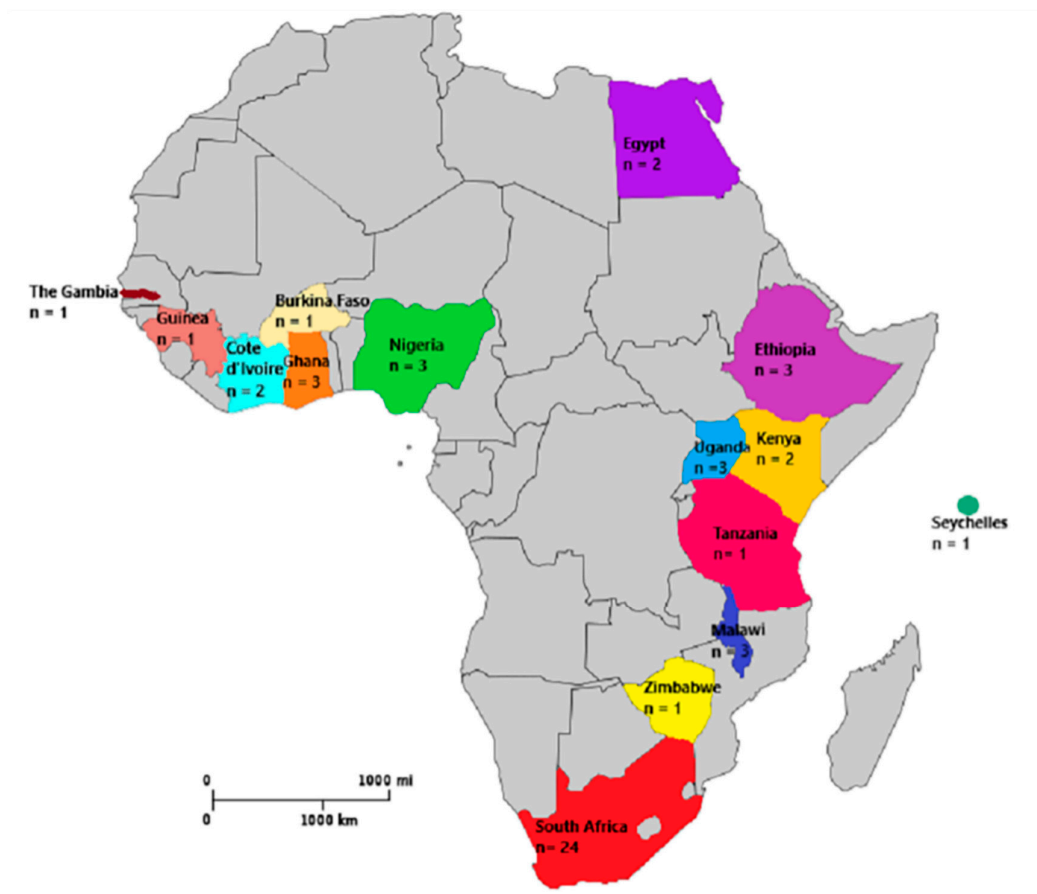 Egypt
n = 2
The Gambia
n = 1
Burkina Faso
n = 1
Guinea
n = 1
Cote
d'Ivoire
n = 2
Ghana
n = 3
Nigeria
n = 3
Ethiopia
n = 3
Uganda
n =3
Kenya
n = 2
Seychelles
n = 1
Tanzania
n= 1
Malawi
n = 3
Zimbabwe
n = 1
0 1000 mi
0 1000 km
South Africa
n= 24